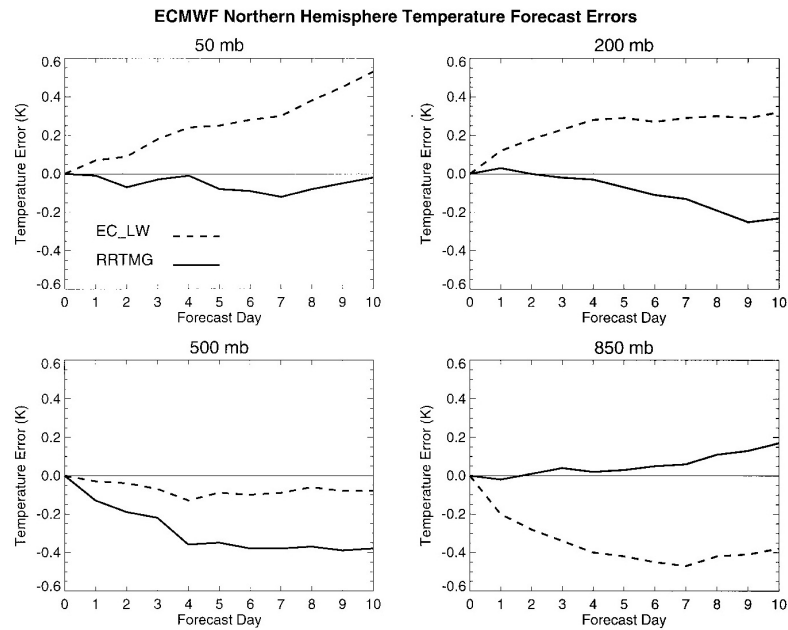 ECMWF Northern Hemisphere Temperature Forecast Errors
50 mb
0.6
0.4
0.2
0.0
-0.2
-0.4
-0.6
Temperature Error (K)
EC_LW
RRTMG
0 1 2 3 4 5 6 7 8 9 10
Forecast Day
200 mb
0.6
0.4
0.2
0.0
-0.2
-0.4
-0.6
Temperature Error (K)
0 1 2 3 4 5 6 7 8 9 10
Forecast Day
500 mb
0.6
0.4
0.2
0.0
-0.2
-0.4
-0.6
Temperature Error (K)
0 1 2 3 4 5 6 7 8 9 10
Forecast Day
850 mb
0.6
0.4
0.2
0.0
-0.2
-0.4
-0.6
Temperature Error (K)
0 1 2 3 4 5 6 7 8 9 10
Forecast Day